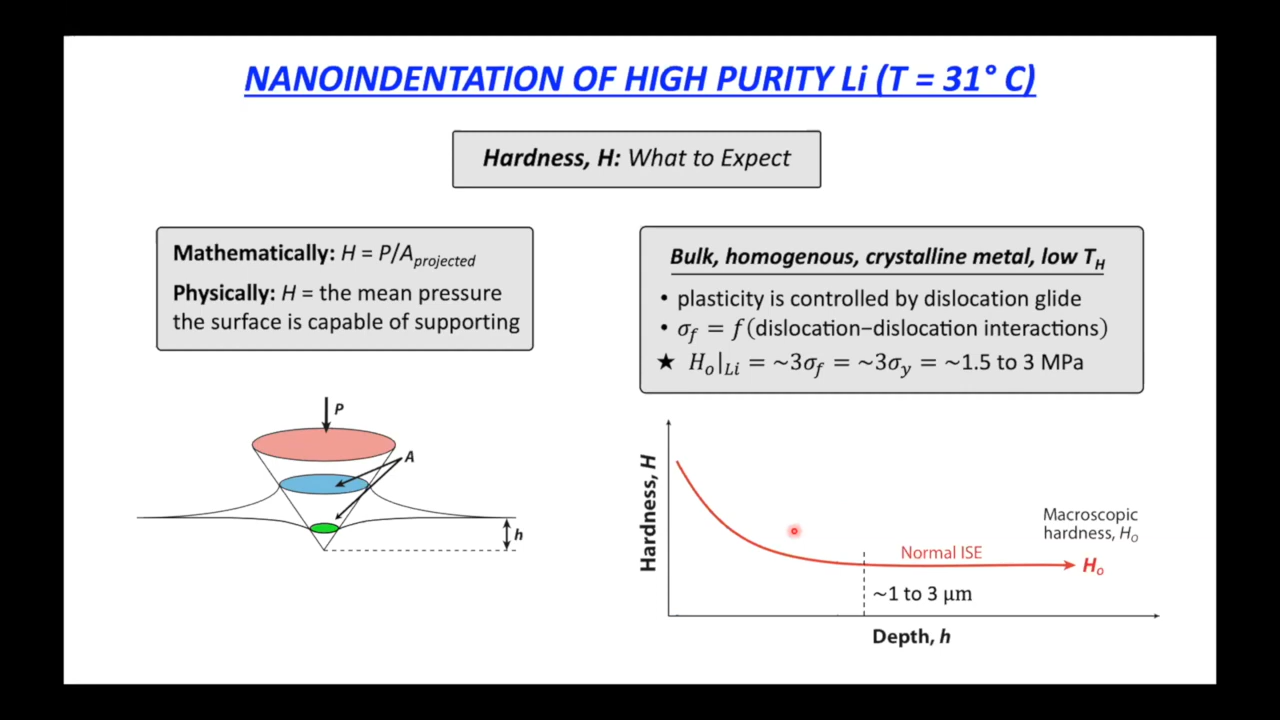 NANOINDENTATION OF HIGH PURITY Li (T = 31° C)
Hardness, H: What to Expect
Mathematically: H = P/A_projected
Physically: H = the mean pressure
the surface is capable of supporting
Bulk, homogenous, crystalline metal, low T_H
• plasticity is controlled by dislocation glide
• σ_f = f(dislocation–dislocation interactions)
★ H_o|_Li = ~3σ_f = ~3σ_y = ~1.5 to 3 MPa
P
A
h
Hardness, H
Macroscopic
hardness, H_o
Normal ISE
H_o
~1 to 3 μm
Depth, h